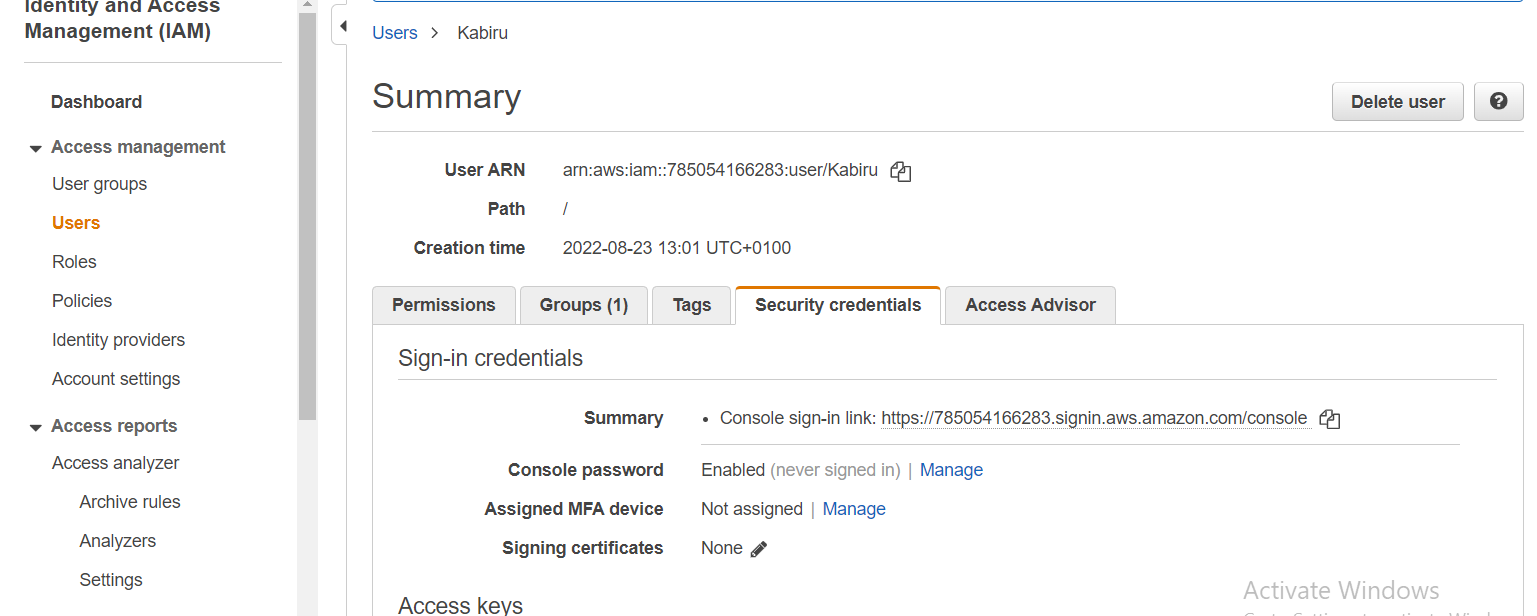 Identity and Access
Management (IAM)
Dashboard
Access management
User groups
Users
Roles
Policies
Identity providers
Account settings
Access reports
Access analyzer
Archive rules
Analyzers
Settings
Users > Kabiru
Summary
Delete user
?
User ARN arn:aws:iam::785054166283:user/Kabiru
Path /
Creation time 2022-08-23 13:01 UTC+0100
Permissions Groups (1) Tags Security credentials Access Advisor
Sign-in credentials
Summary • Console sign-in link: https://785054166283.signin.aws.amazon.com/console
Console password Enabled (never signed in) | Manage
Assigned MFA device Not assigned | Manage
Signing certificates None
Access keys
Activate Windows